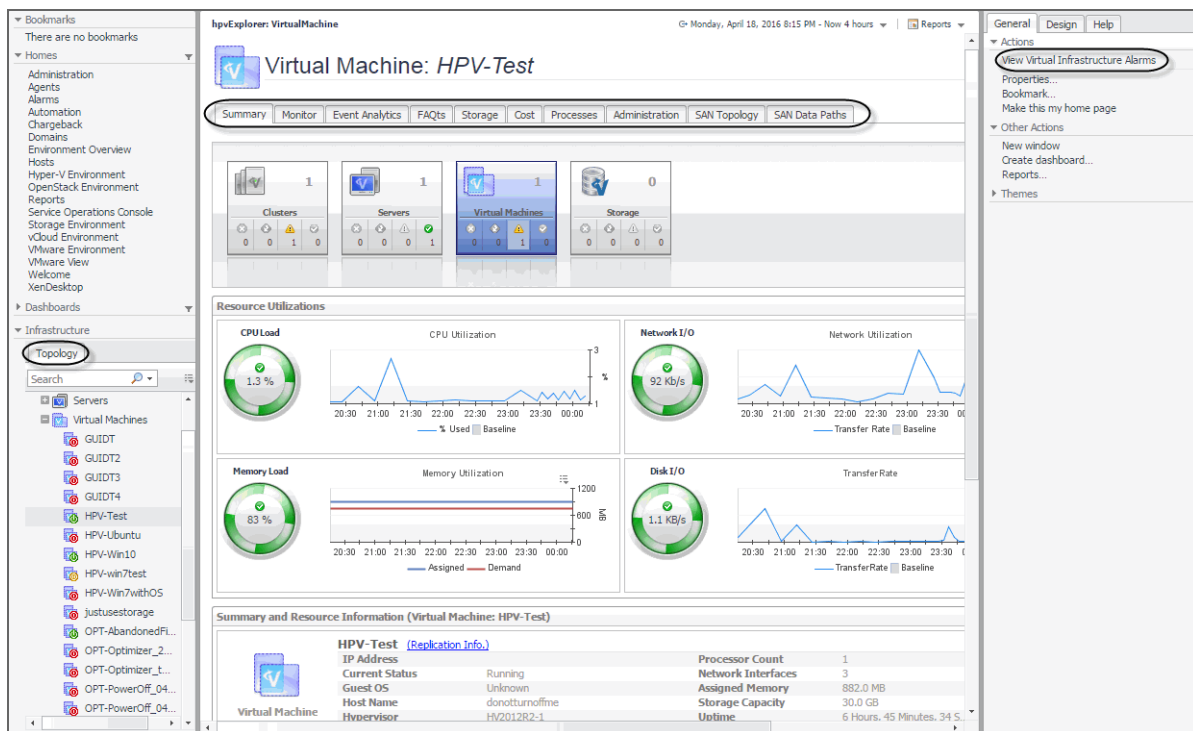 Bookmarks
There are no bookmarks
Homes
Administration
Agents
Alarms
Automation
Chargeback
Domains
Environment Overview
Hosts
Hyper-V Environment
OpenStack Environment
Reports
Service Operations Console
Storage Environment
vCloud Environment
VMware Environment
VMware View
Welcome
XenDesktop
Dashboards
Infrastructure
Topology
Search
Servers
Virtual Machines
GUIDT
GUIDT2
GUIDT3
GUIDT4
HPV-Test
HPV-Ubuntu
HPV-Win10
HPV-win7test
HPV-Win7withOS
justusestorage
OPT-AbandonedFi...
OPT-Optimizer_2...
OPT-Optimizer_t...
OPT-PowerOff_04...
OPT-PowerOff_04...
hpvExplorer: VirtualMachine
Monday, April 18, 2016 8:15 PM - Now 4 hours
Reports
Virtual Machine: HPV-Test
Summary Monitor Event Analytics FAQts Storage Cost Processes Administration SAN Topology SAN Data Paths
1 1 1 0
Clusters Servers Virtual Machines Storage
0 0 1 0 0 0 0 1 0 0 1 0 0 0 0 0
Resource Utilizations
CPU Load
1.3 %
CPU Utilization
3
%
1
20:30 21:00 21:30 22:00 22:30 23:00 23:30 00:00
% Used Baseline
Network I/O
92 Kb/s
Network Utilization
20:30 21:00 21:30 22:00 22:30 23:00 23:30
Transfer Rate Baseline
Memory Load
83 %
Memory Utilization
1200
600
0
MB
20:30 21:00 21:30 22:00 22:30 23:00 23:30 00:00
Assigned Demand
Disk I/O
1.1 KB/s
TransferRate
20:30 21:00 21:30 22:00 22:30 23:00 23:30
TransferRate Baseline
Summary and Resource Information (Virtual Machine: HPV-Test)
Virtual Machine
HPV-Test (Replication Info.)
IP Address Processor Count 1
Current Status Running Network Interfaces 3
Guest OS Unknown Assigned Memory 882.0 MB
Host Name donotturnoffme Storage Capacity 30.0 GB
Hypervisor HV2012R2-1 Uptime 6 Hours, 45 Minutes, 34 S
General Design Help
Actions
View Virtual Infrastructure Alarms
Properties...
Bookmark...
Make this my home page
Other Actions
New window
Create dashboard...
Reports...
Themes